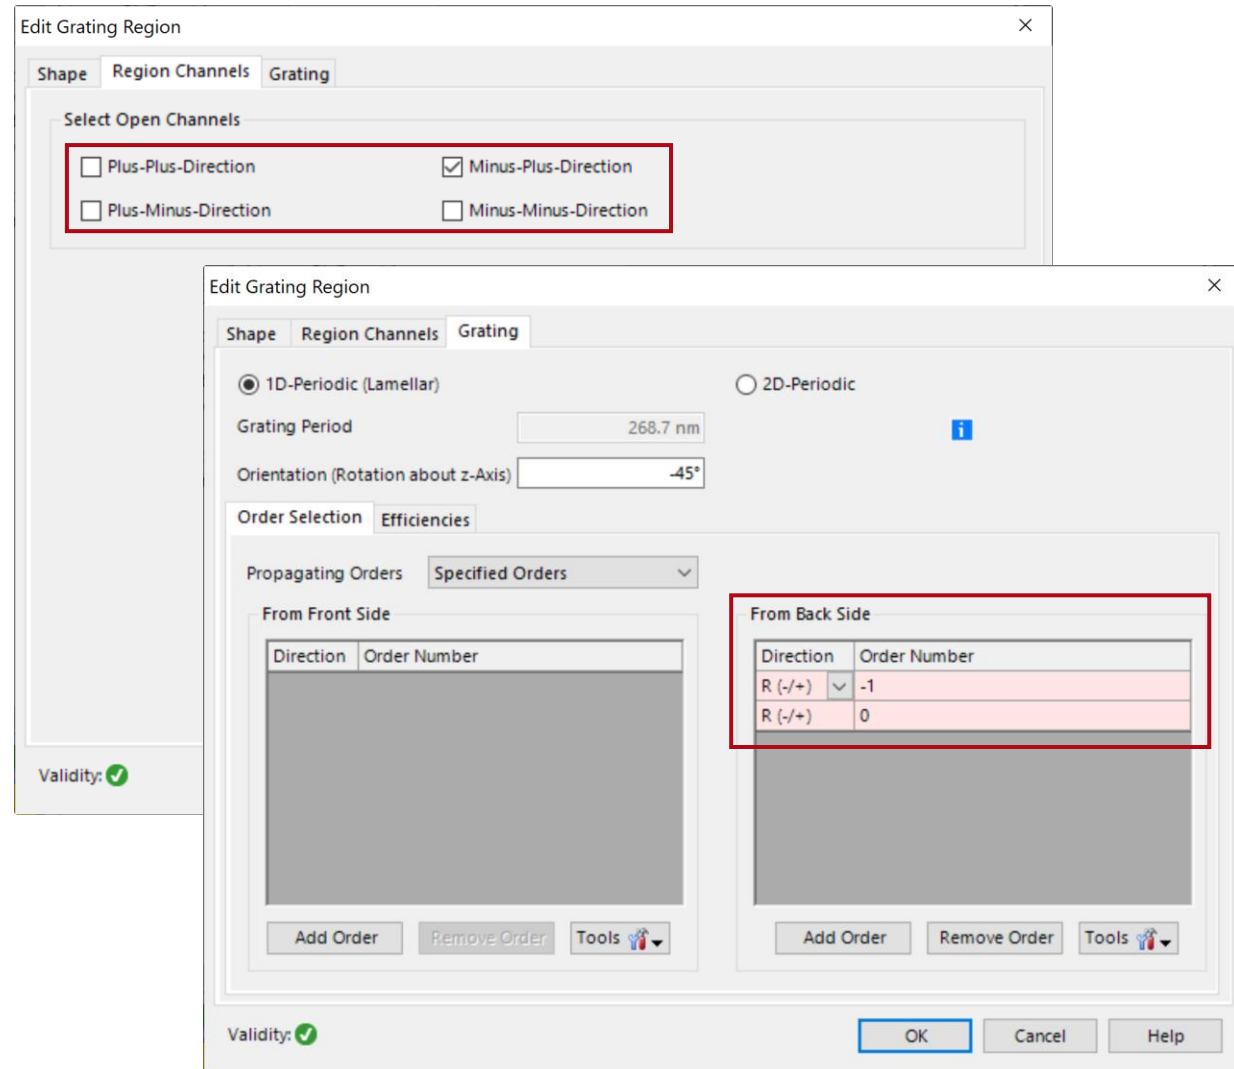 Edit Grating Region
Shape Region Channels Grating
Select Open Channels
Plus-Plus-Direction Minus-Plus-Direction
Plus-Minus-Direction Minus-Minus-Direction
Validity:
Edit Grating Region
Shape Region Channels Grating
1D-Periodic (Lamellar) 2D-Periodic
Grating Period 268.7 nm
Orientation (Rotation about z-Axis) -45°
Order Selection Efficiencies
Propagating Orders Specified Orders
From Front Side
Direction Order Number
Add Order Remove Order Tools
From Back Side
Direction Order Number
R (-/+) -1
R (-/+) 0
Add Order Remove Order Tools
Validity:
OK Cancel Help